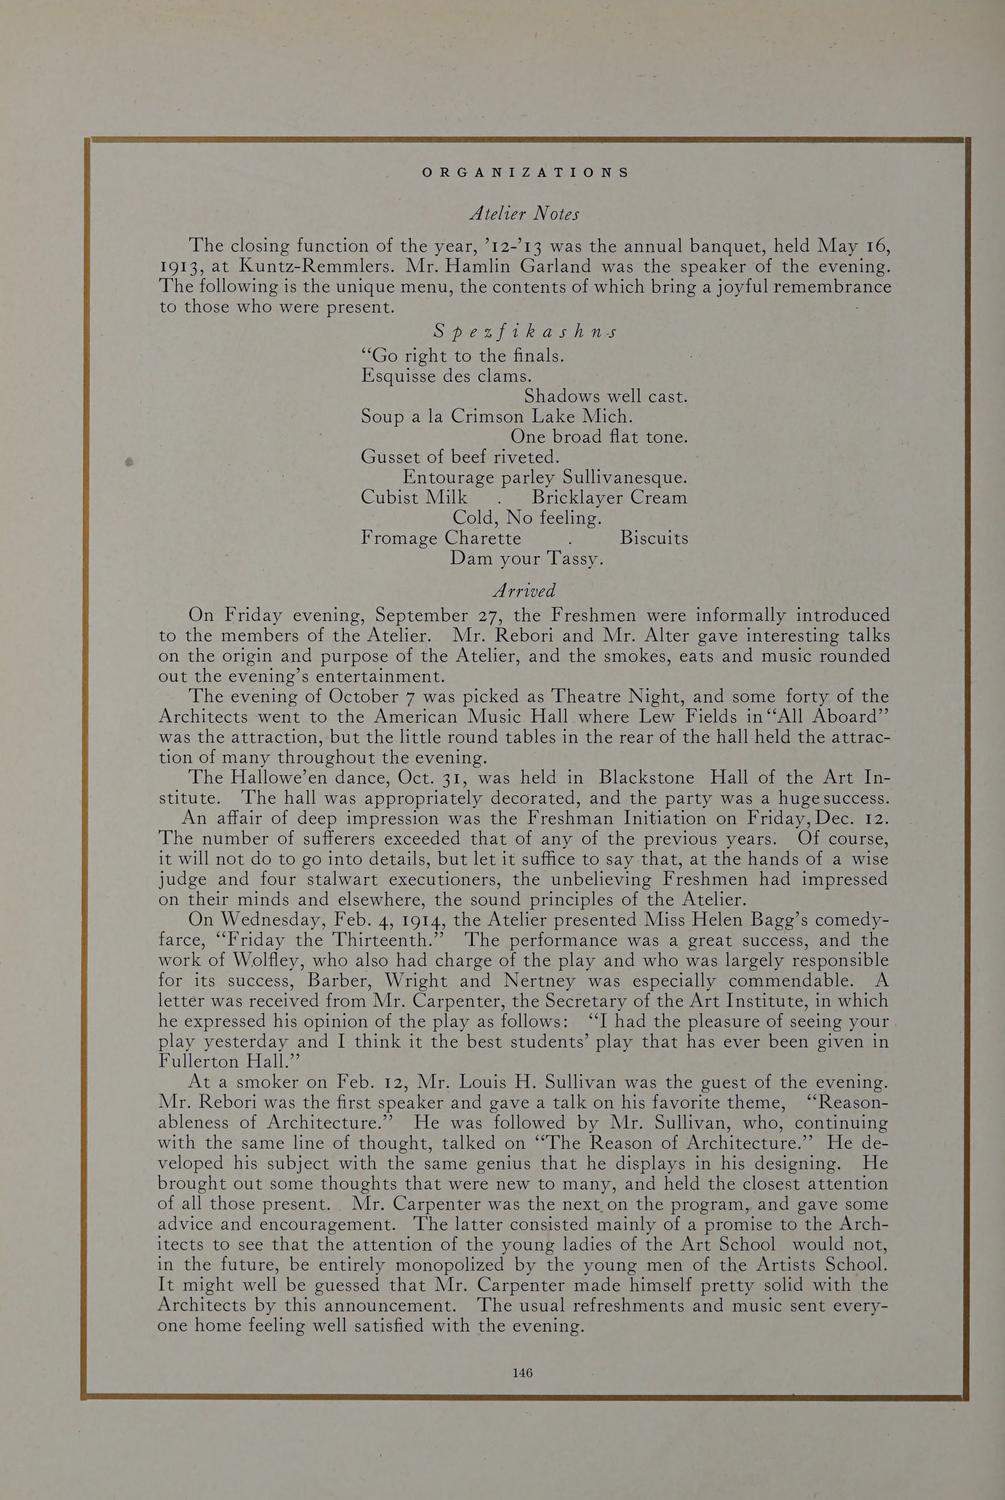 ORGANIZATIONS
Atelier Notes
The closing function of the year, ’12-’13 was the annual banquet, held May 16,
1913, at Kuntz-Remmlers. Mr. Hamlin Garland was the speaker of the evening.
The following is the unique menu, the contents of which bring a joyful remembrance
to those who were present.
Spezfikashns
“Go right to the finals.
Esquisse des clams.
Shadows well cast.
Soup a la Crimson Lake Mich.
One broad flat tone.
Gusset of beef riveted.
Entourage parley Sullivanesque.
Cubist Milk . Bricklayer Cream
Cold, No feeling.
Fromage Charette . Biscuits
Dam your Tassy.
Arrived
On Friday evening, September 27, the Freshmen were informally introduced
to the members of the Atelier. Mr. Rebori and Mr. Alter gave interesting talks
on the origin and purpose of the Atelier, and the smokes, eats and music rounded
out the evening’s entertainment.
The evening of October 7 was picked as Theatre Night, and some forty of the
Architects went to the American Music Hall where Lew Fields in “All Aboard”
was the attraction, but the little round tables in the rear of the hall held the attrac-
tion of many throughout the evening.
The Hallowe’en dance, Oct. 31, was held in Blackstone Hall of the Art In-
stitute. The hall was appropriately decorated, and the party was a huge success.
An affair of deep impression was the Freshman Initiation on Friday, Dec. 12.
The number of sufferers exceeded that of any of the previous years. Of course,
it will not do to go into details, but let it suffice to say that, at the hands of a wise
judge and four stalwart executioners, the unbelieving Freshmen had impressed
on their minds and elsewhere, the sound principles of the Atelier.
On Wednesday, Feb. 4, 1914, the Atelier presented Miss Helen Bagg’s comedy-
farce, “Friday the Thirteenth.” The performance was a great success, and the
work of Wolfley, who also had charge of the play and who was largely responsible
for its success, Barber, Wright and Nertney was especially commendable. A
letter was received from Mr. Carpenter, the Secretary of the Art Institute, in which
he expressed his opinion of the play as follows: “I had the pleasure of seeing your
play yesterday and I think it the best students’ play that has ever been given in
Fullerton Hall.”
At a smoker on Feb. 12, Mr. Louis H. Sullivan was the guest of the evening.
Mr. Rebori was the first speaker and gave a talk on his favorite theme, “Reason-
ableness of Architecture.” He was followed by Mr. Sullivan, who, continuing
with the same line of thought, talked on “The Reason of Architecture.” He de-
veloped his subject with the same genius that he displays in his designing. He
brought out some thoughts that were new to many, and held the closest attention
of all those present. Mr. Carpenter was the next on the program, and gave some
advice and encouragement. The latter consisted mainly of a promise to the Arch-
itects to see that the attention of the young ladies of the Art School would not,
in the future, be entirely monopolized by the young men of the Artists School.
It might well be guessed that Mr. Carpenter made himself pretty solid with the
Architects by this announcement. The usual refreshments and music sent every-
one home feeling well satisfied with the evening.
146